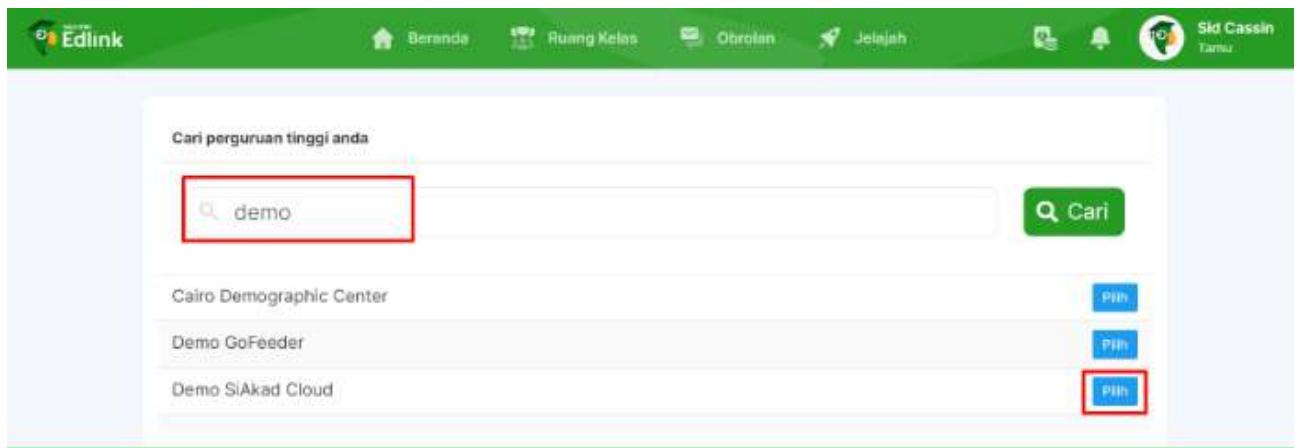 Edlink
Beranda Ruang Kelas Obrolan Jelajah
Sid Cassin
Tamu
Cari perguruan tinggi anda
demo
Cari
Cairo Demographic Center
Pilih
Demo GoFeeder
Pilih
Demo SiAkad Cloud
Pilih